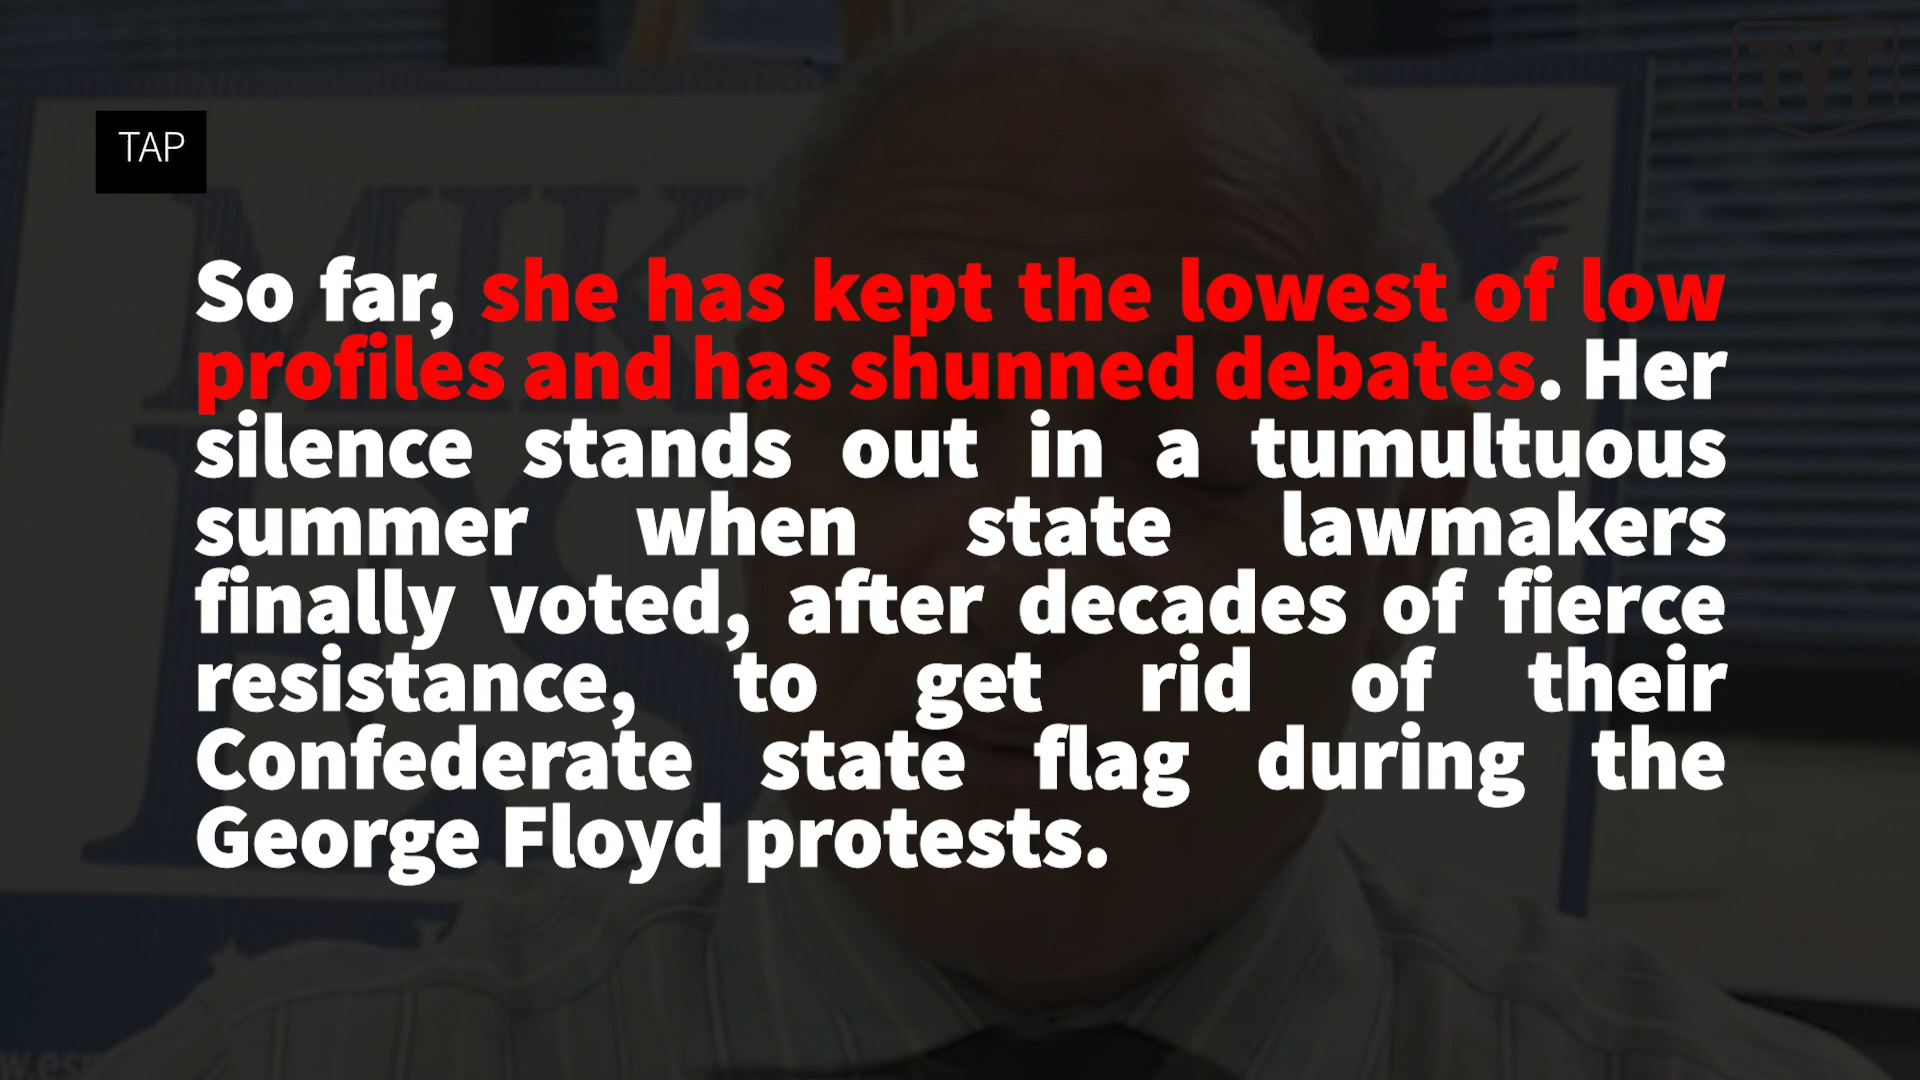 TYT
TAP
MIKE
So far, she has kept the lowest of low
profiles and has shunned debates. Her
silence stands out in a tumultuous
summer when state lawmakers
finally voted, after decades of fierce
resistance, to get rid of their
Confederate state flag during the
George Floyd protests.